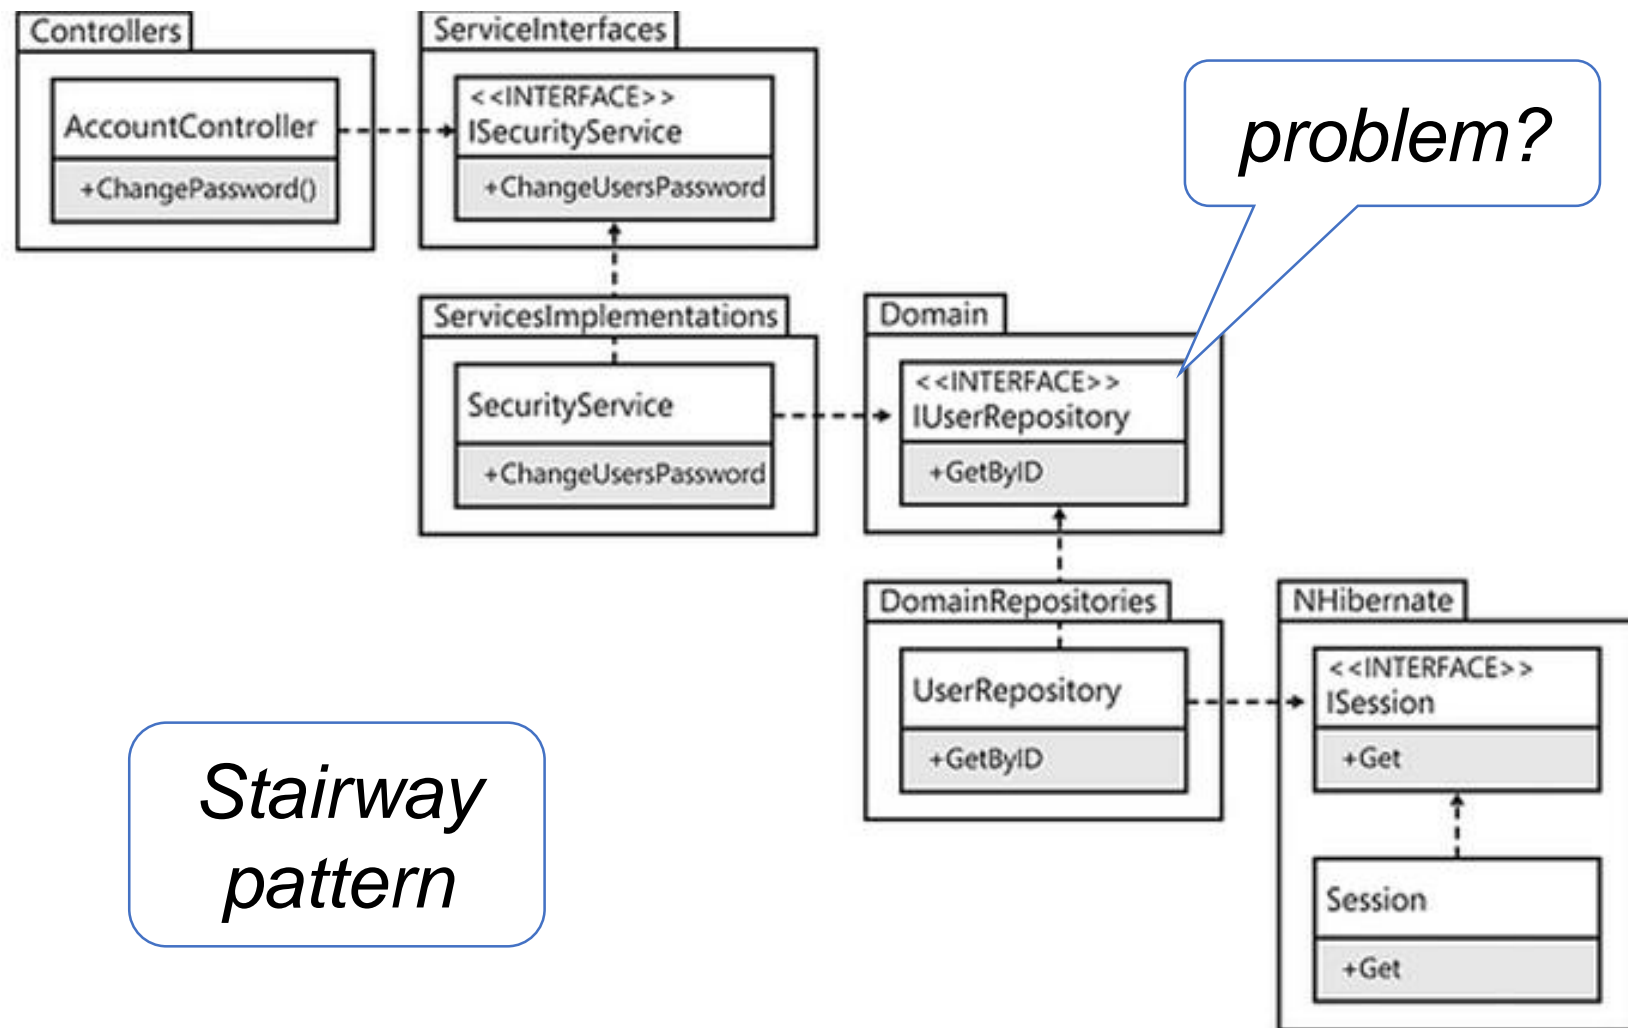 Controllers
AccountController
+ChangePassword()
ServiceInterfaces
<<INTERFACE>>
ISecurityService
+ChangeUsersPassword
problem?
ServicesImplementations
SecurityService
+ChangeUsersPassword
Domain
<<INTERFACE>>
IUserRepository
+GetByID
DomainRepositories
UserRepository
+GetByID
NHibernate
<<INTERFACE>>
ISession
+Get
Session
+Get
Stairway
pattern